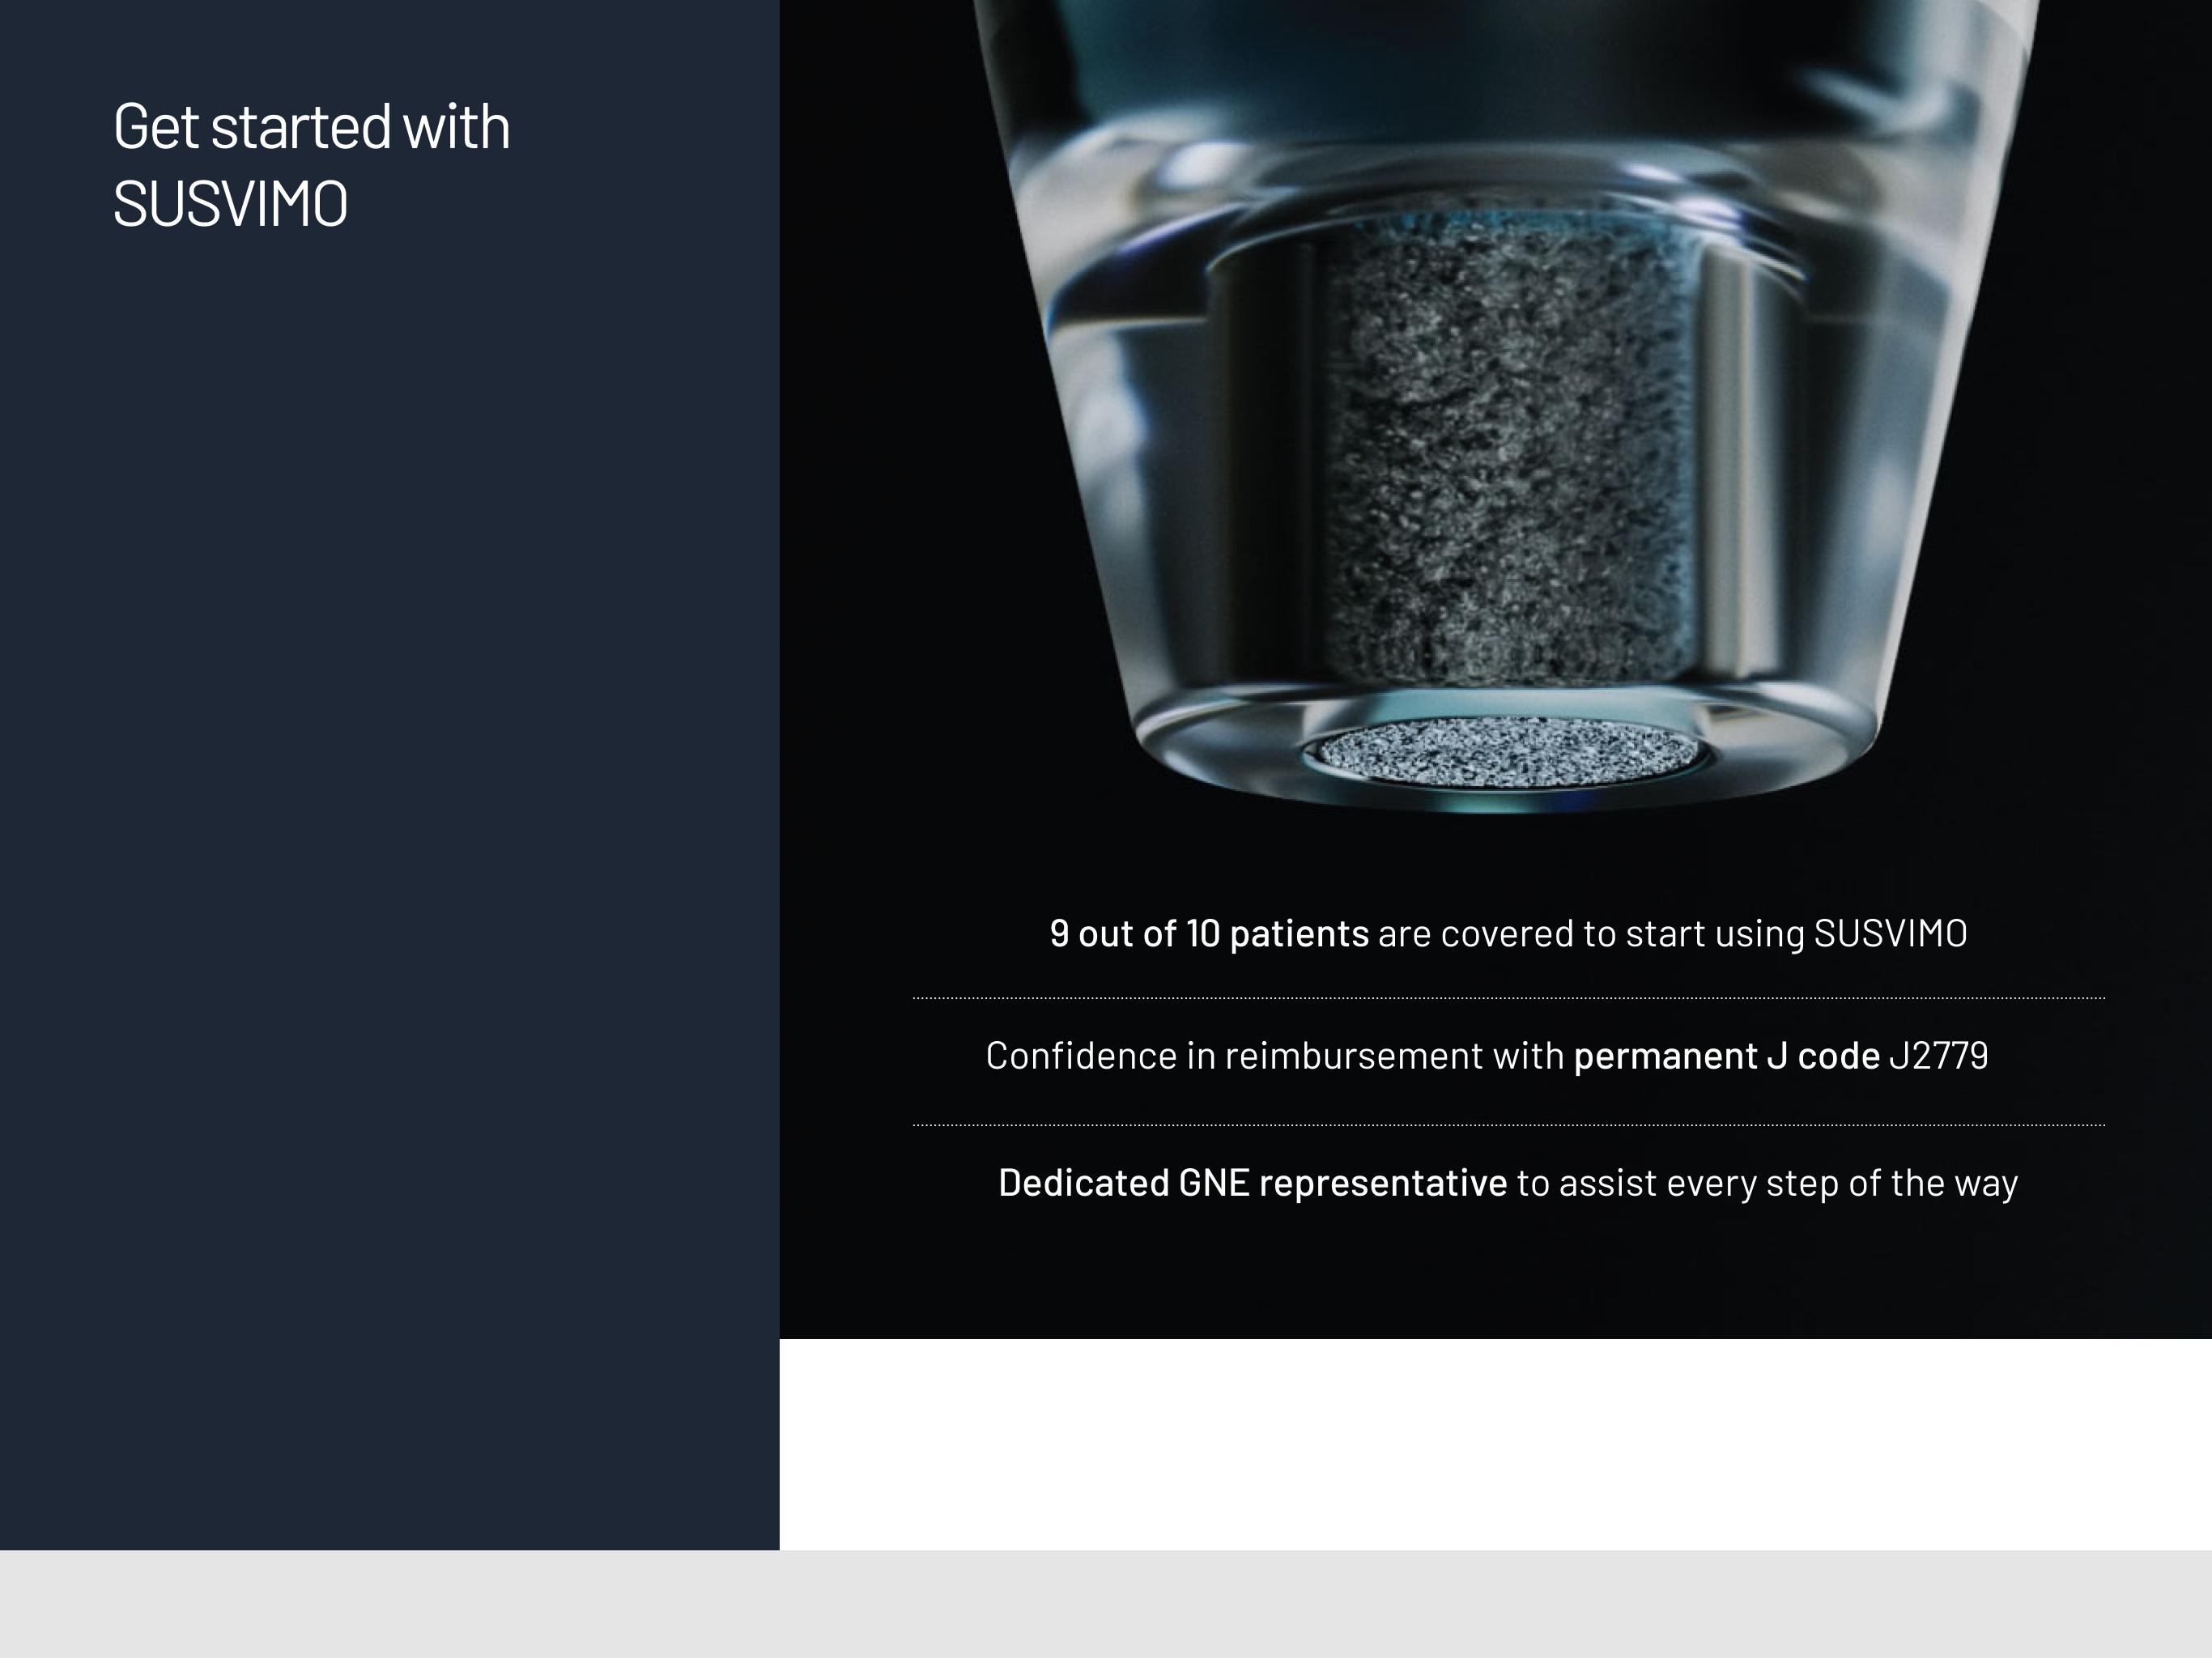 Get started with
SUSVIMO
9 out of 10 patients are covered to start using SUSVIMO
Confidence in reimbursement with permanent J code J2779
Dedicated GNE representative to assist every step of the way